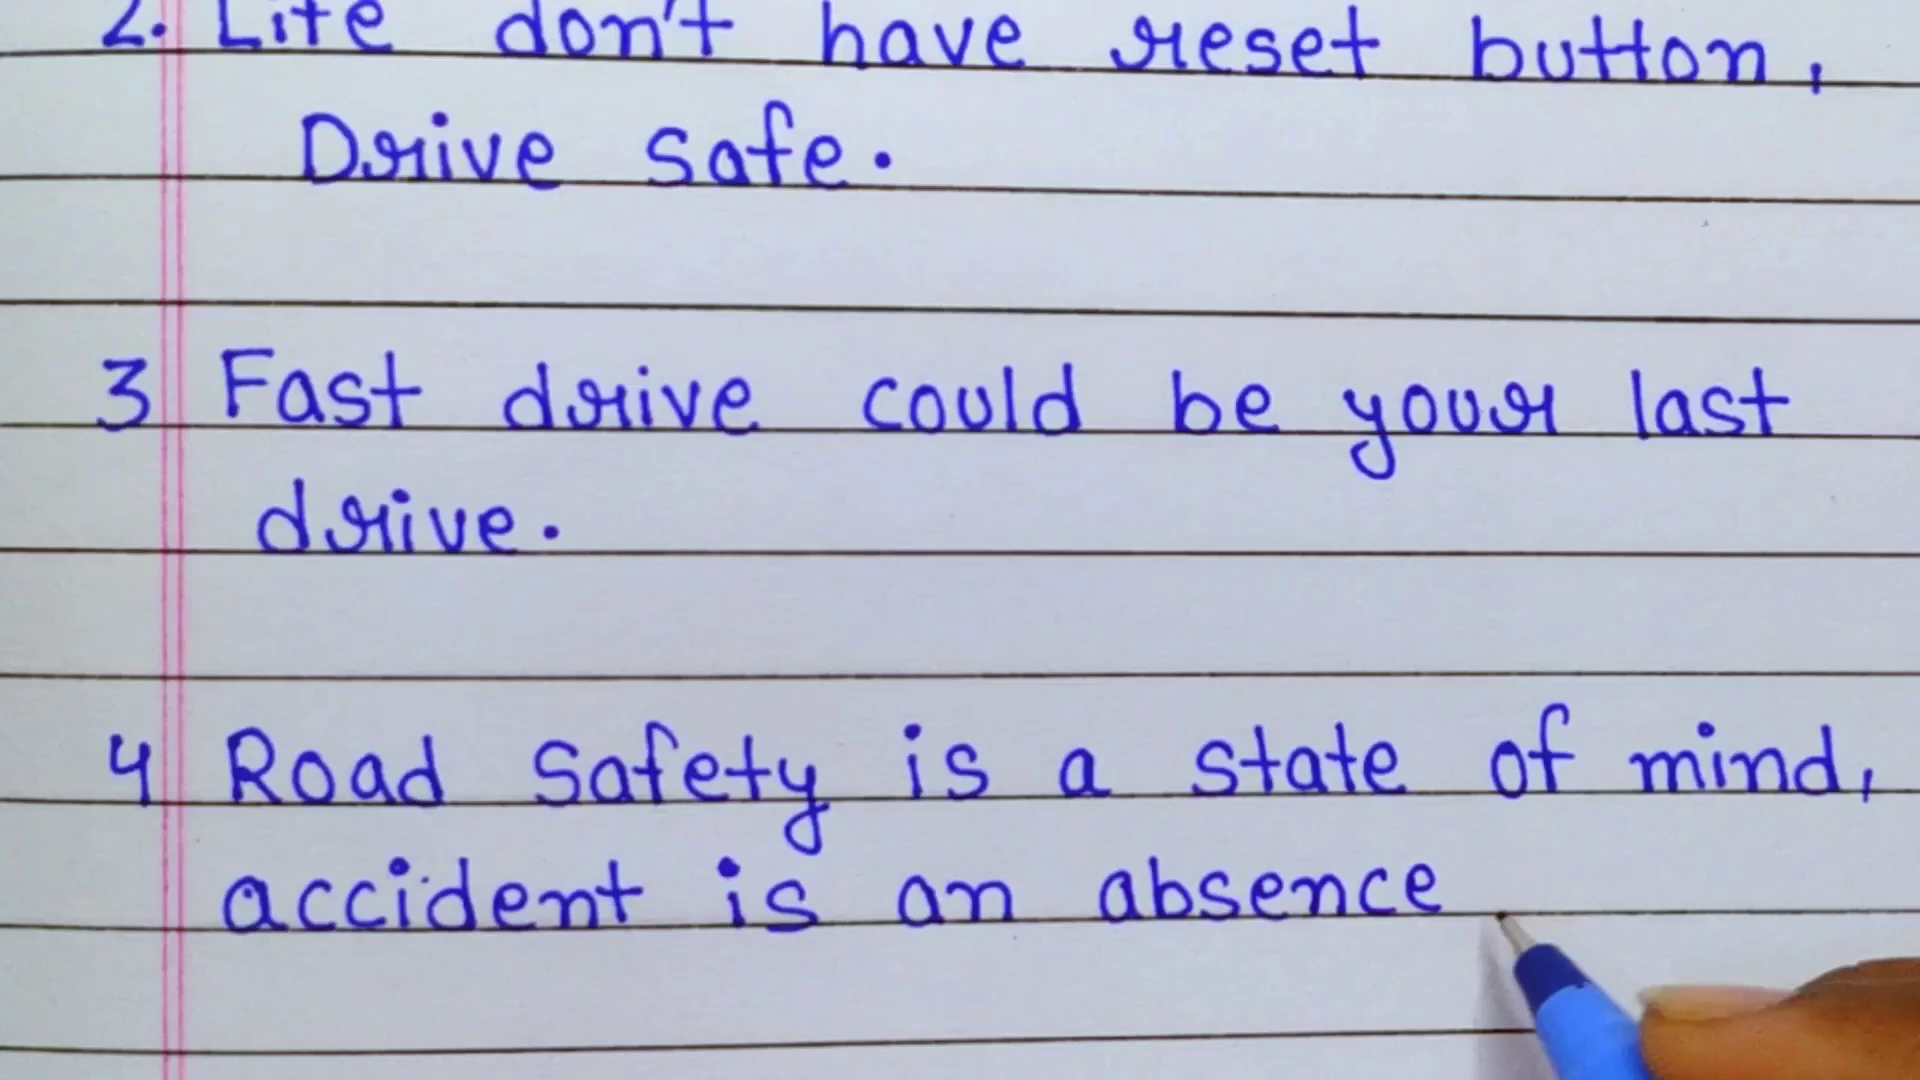 2. Life don't have reset button,
Drive safe.
3 Fast drive could be your last
drive.
4 Road safety is a state of mind,
accident is an absence